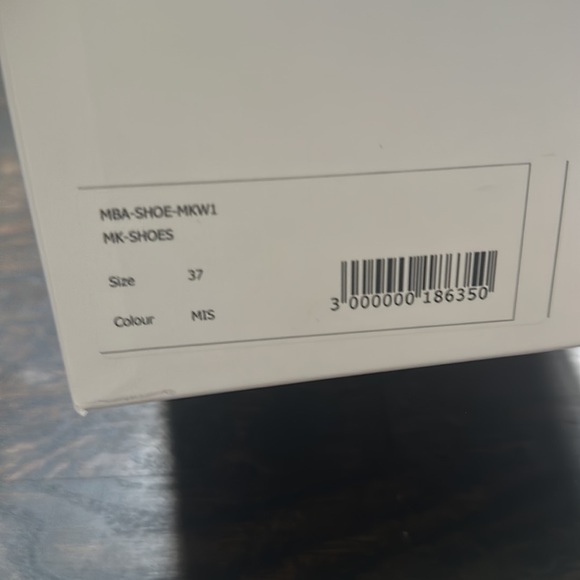 MBA-SHOE-MKW1
MK-SHOES
Size 37
Colour MIS
3 000000 186350